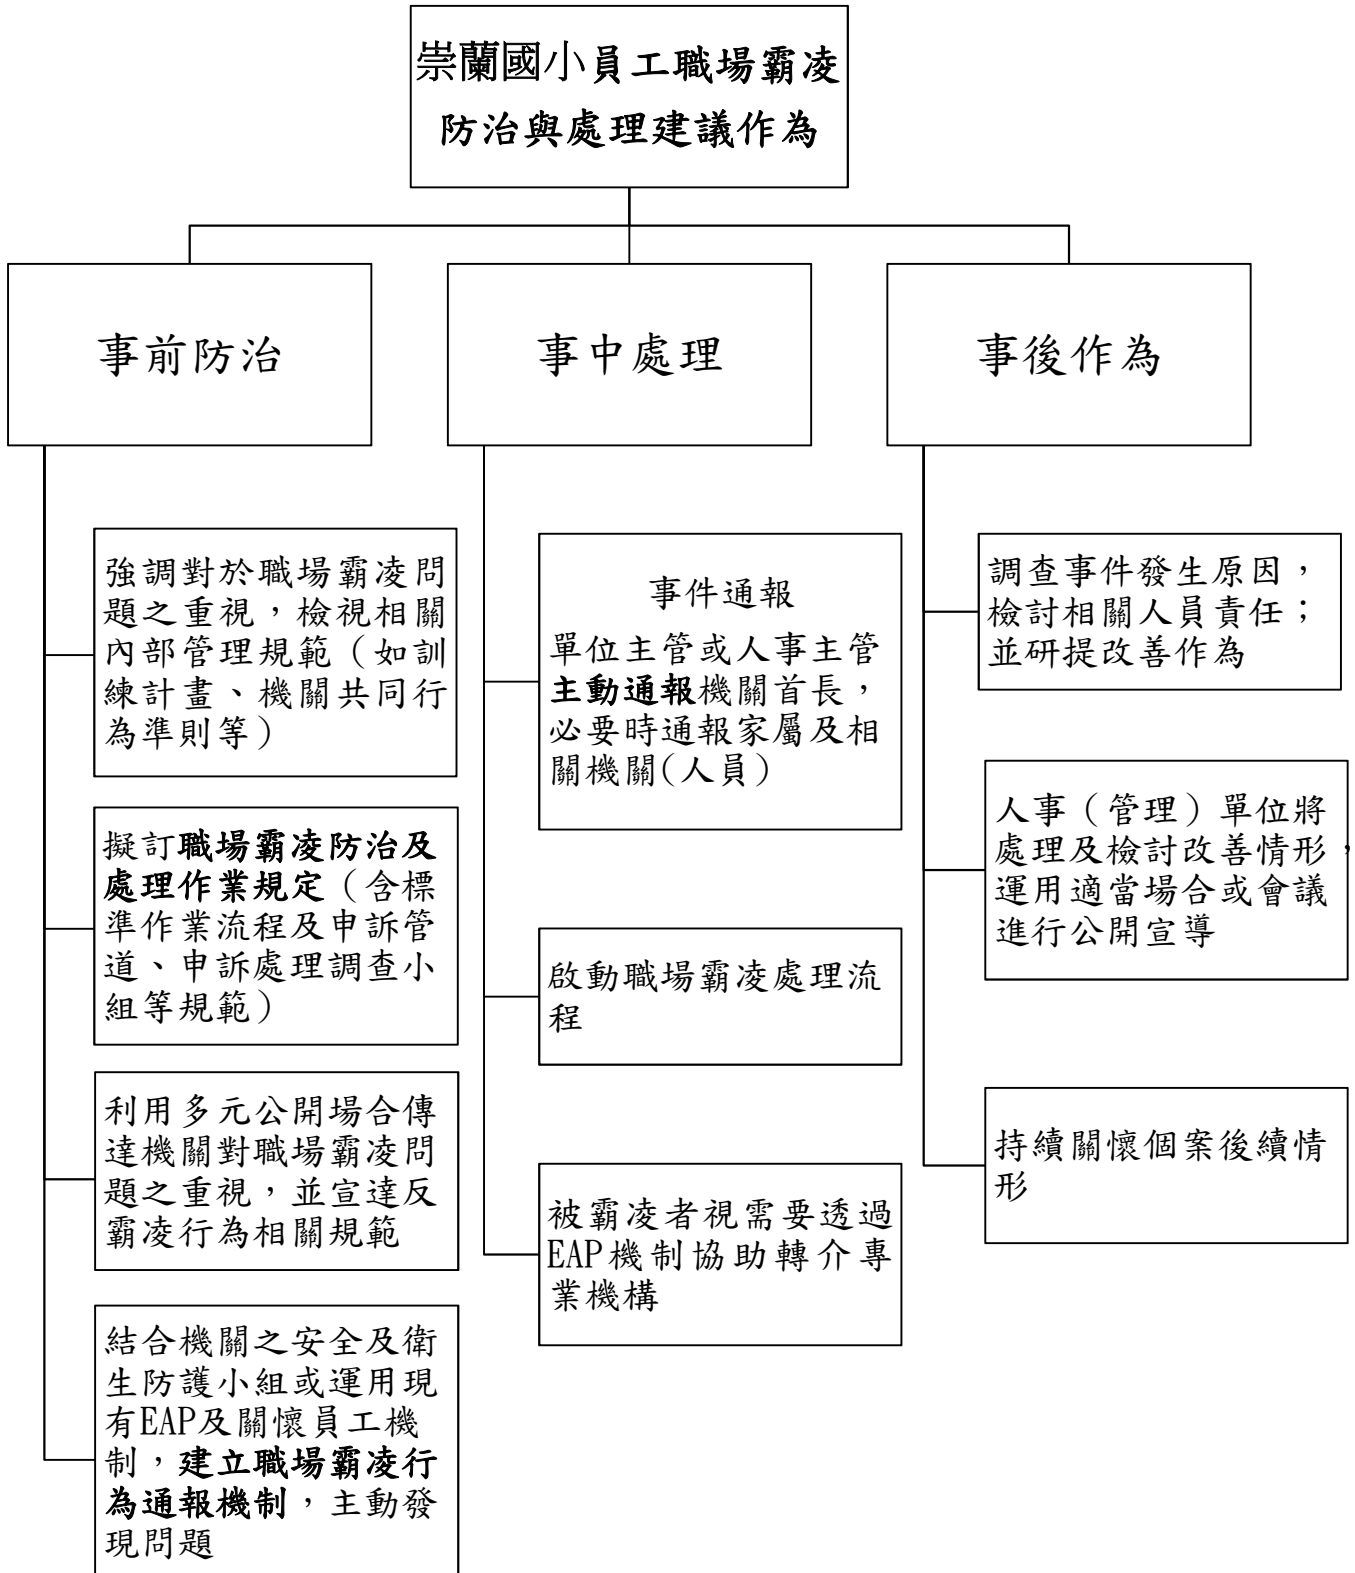 崇蘭國小員工職場霸凌
防治與處理建議作為
事前防治
事中處理
事後作為
強調對於職場霸凌問
題之重視，檢視相關
內部管理規範（如訓
練計畫、機關共同行
為準則等）
擬訂職場霸凌防治及
處理作業規定（含標
準作業流程及申訴管
道、申訴處理調查小
組等規範）
利用多元公開場合傳
達機關對職場霸凌問
題之重視，並宣達反
霸凌行為相關規範
結合機關之安全及衛
生防護小組或運用現
有EAP及關懷員工機
制，建立職場霸凌行
為通報機制，主動發
現問題
事件通報
單位主管或人事主管
主動通報機關首長，
必要時通報家屬及相
關機關(人員)
啟動職場霸凌處理流
程
被霸凌者視需要透過
EAP機制協助轉介專
業機構
調查事件發生原因，
檢討相關人員責任；
並研提改善作為
人事（管理）單位將
處理及檢討改善情形，
運用適當場合或會議
進行公開宣導
持續關懷個案後續情
形